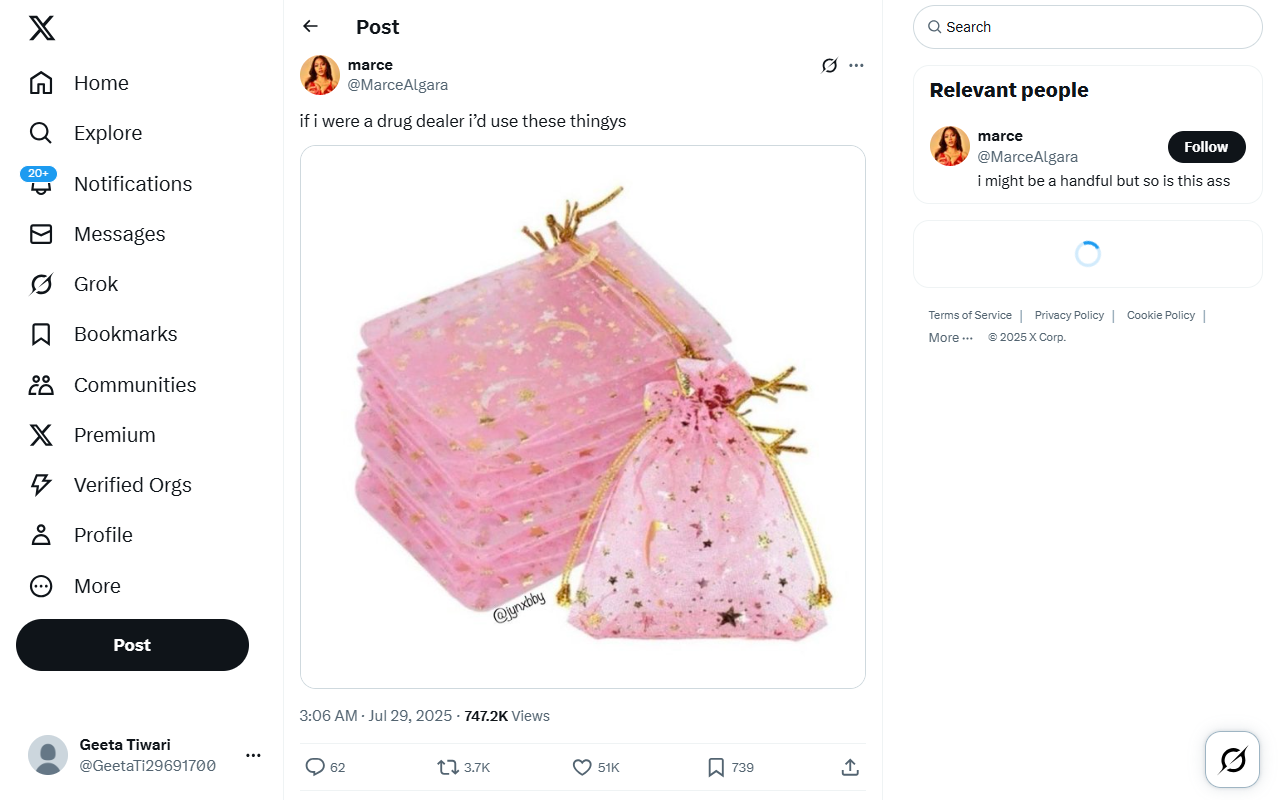 Home
Explore
20+
Notifications
Messages
Grok
Bookmarks
Communities
Premium
Verified Orgs
Profile
More
Post
Geeta Tiwari
@GeetaTi29691700
Post
marce
@MarceAlgara
if i were a drug dealer i’d use these thingys
@jynxbby
3:06 AM · Jul 29, 2025 · 747.2K Views
62 3.7K 51K 739
Search
Relevant people
marce
@MarceAlgara
Follow
i might be a handful but so is this ass
Terms of Service | Privacy Policy | Cookie Policy |
More ··· © 2025 X Corp.